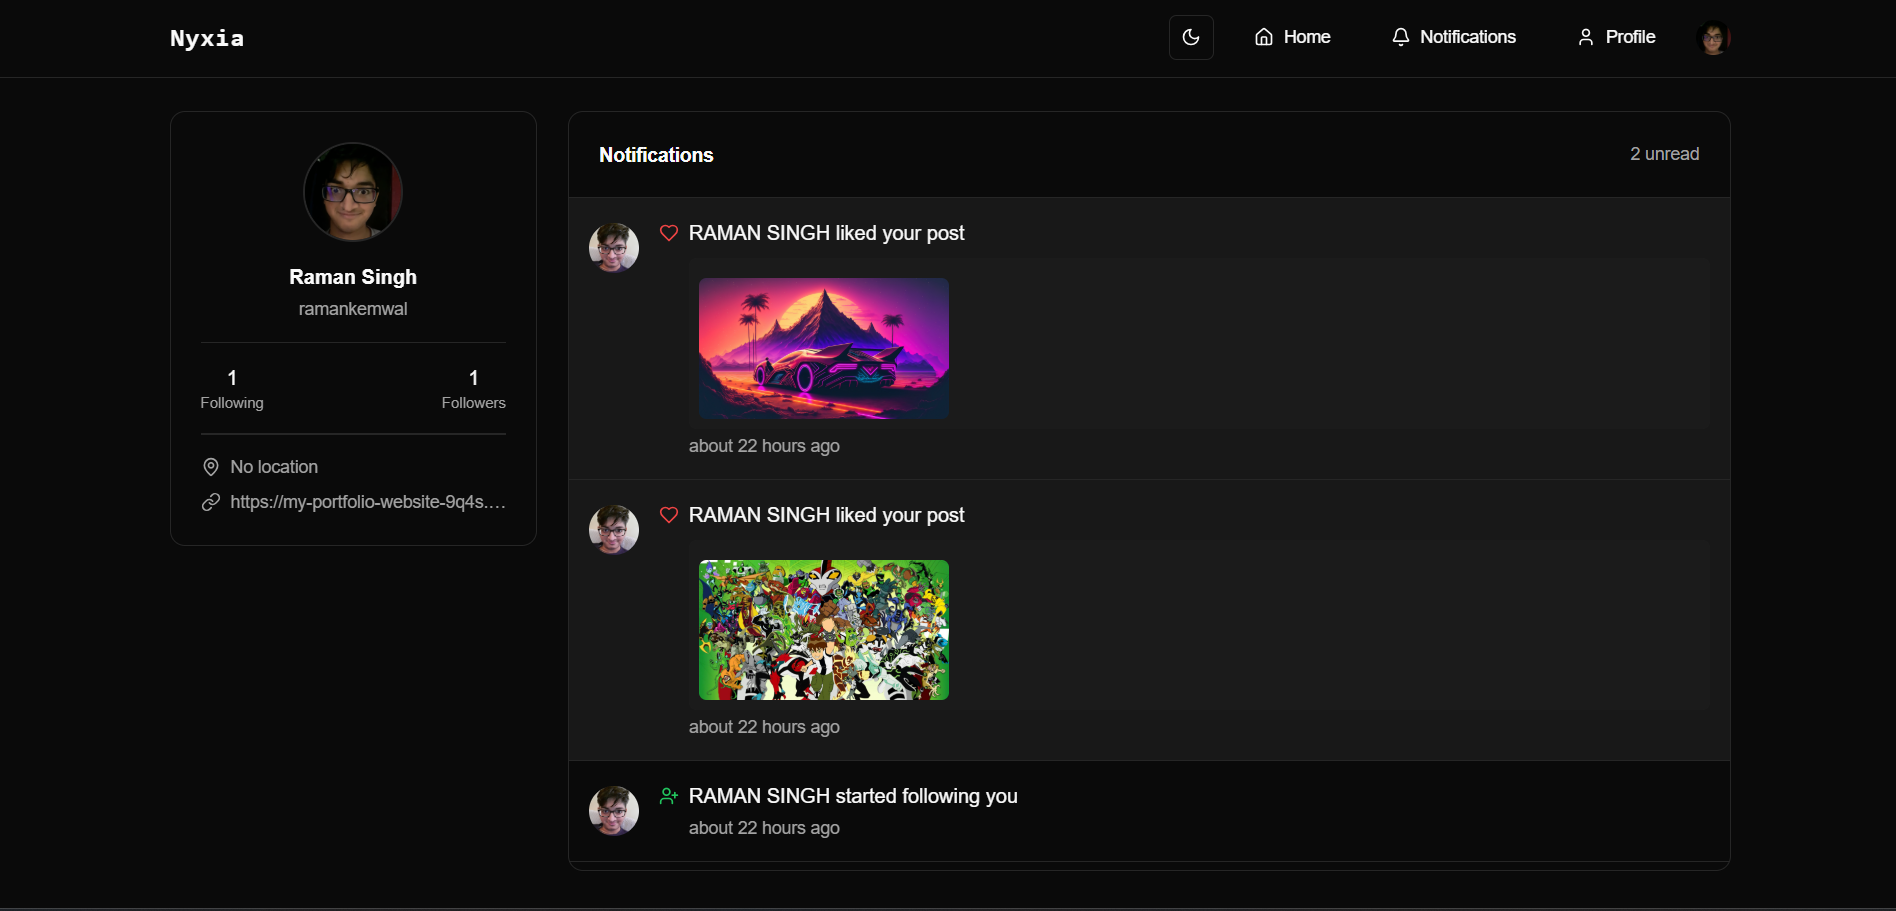 Nyxia
Home
Notifications
Profile
Raman Singh
ramankemwal
1
Following
1
Followers
No location
https://my-portfolio-website-9q4s.…
Notifications
2 unread
RAMAN SINGH liked your post
about 22 hours ago
RAMAN SINGH liked your post
about 22 hours ago
RAMAN SINGH started following you
about 22 hours ago